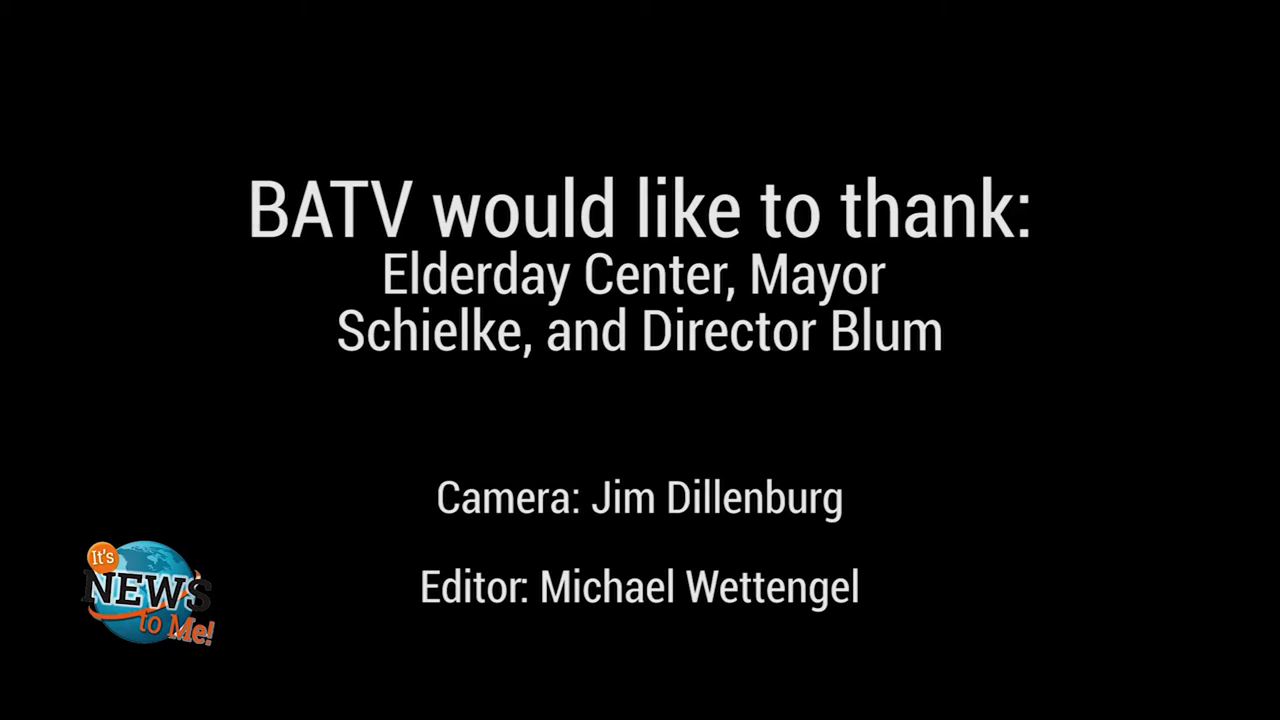 BATV would like to thank:
Elderday Center, Mayor
Schielke, and Director Blum
Camera: Jim Dillenburg
Editor: Michael Wettengel
It's
NEWS
to Me!